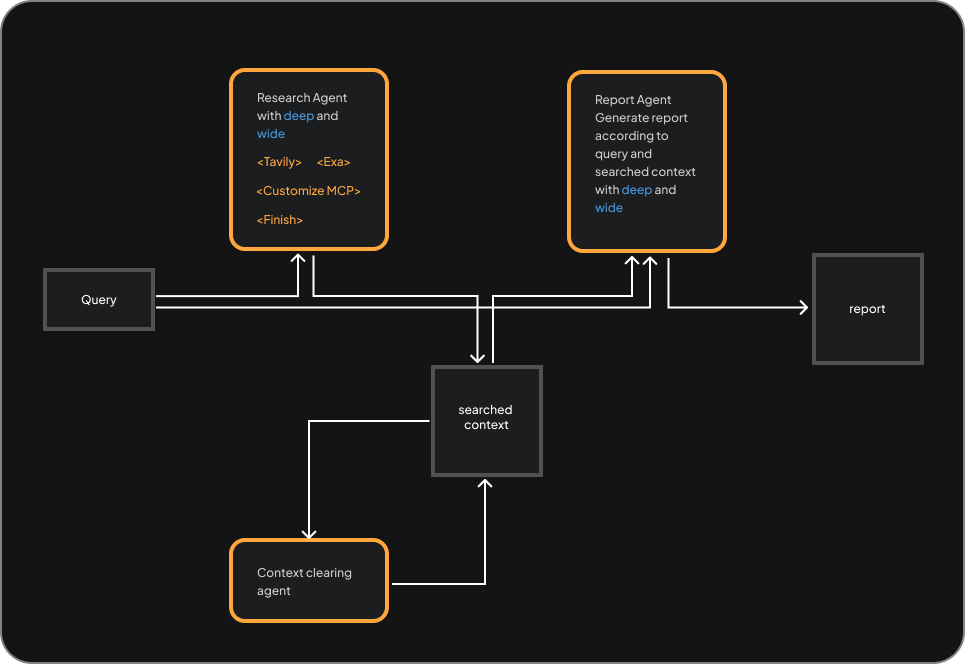 Research Agent
with deep and
wide
<Tavily> <Exa>
<Customize MCP>
<Finish>
Report Agent
Generate report
according to
query and
searched context
with deep and
wide
Query
report
searched
context
Context clearing
agent